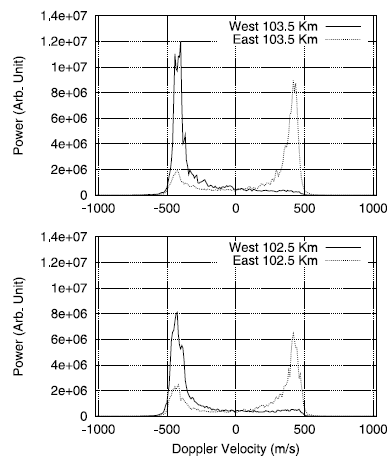 1.4e+07
West 103.5 Km
East 103.5 Km
1.2e+07
1e+07
8e+06
6e+06
4e+06
2e+06
0
Power (Arb. Unit)
-1000 -500 0 500 1000
1.4e+07
West 102.5 Km
East 102.5 Km
1.2e+07
1e+07
8e+06
6e+06
4e+06
2e+06
0
Power (Arb. Unit)
-1000 -500 0 500 1000
Doppler Velocity (m/s)